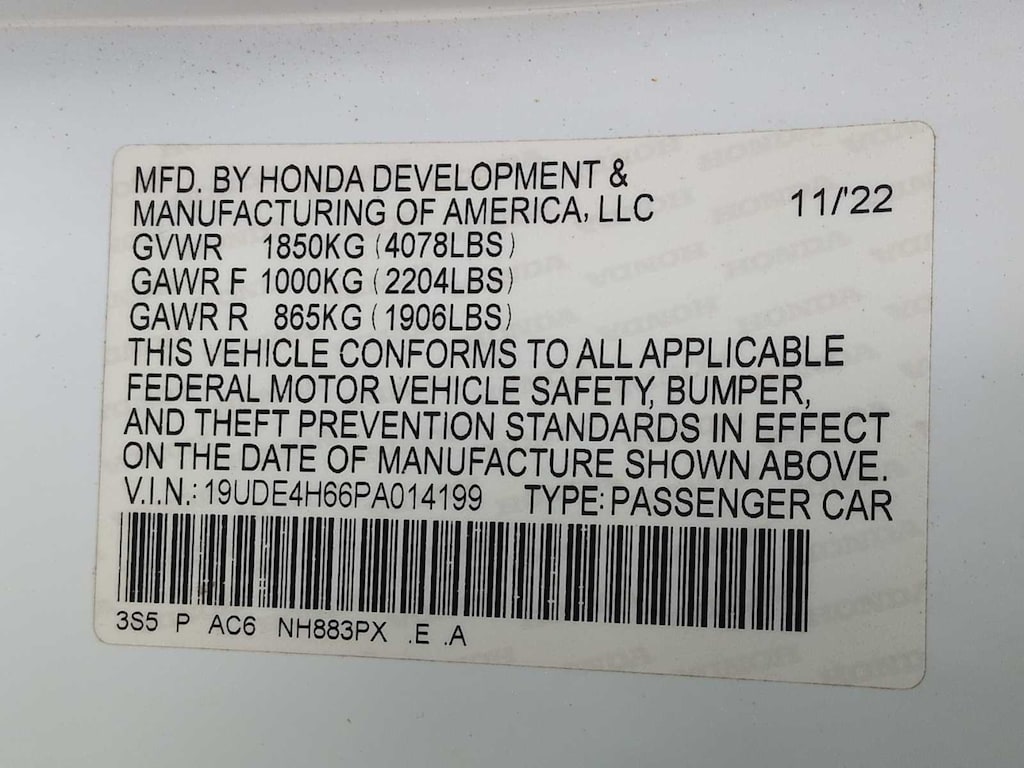 MFD. BY HONDA DEVELOPMENT &
MANUFACTURING OF AMERICA, LLC 11/'22
GVWR 1850KG (4078LBS)
GAWR F 1000KG (2204LBS)
GAWR R 865KG (1906LBS)
THIS VEHICLE CONFORMS TO ALL APPLICABLE
FEDERAL MOTOR VEHICLE SAFETY, BUMPER,
AND THEFT PREVENTION STANDARDS IN EFFECT
ON THE DATE OF MANUFACTURE SHOWN ABOVE.
V.I.N.: 19UDE4H66PA014199 TYPE: PASSENGER CAR
3S5 P AC6 NH883PX .E .A